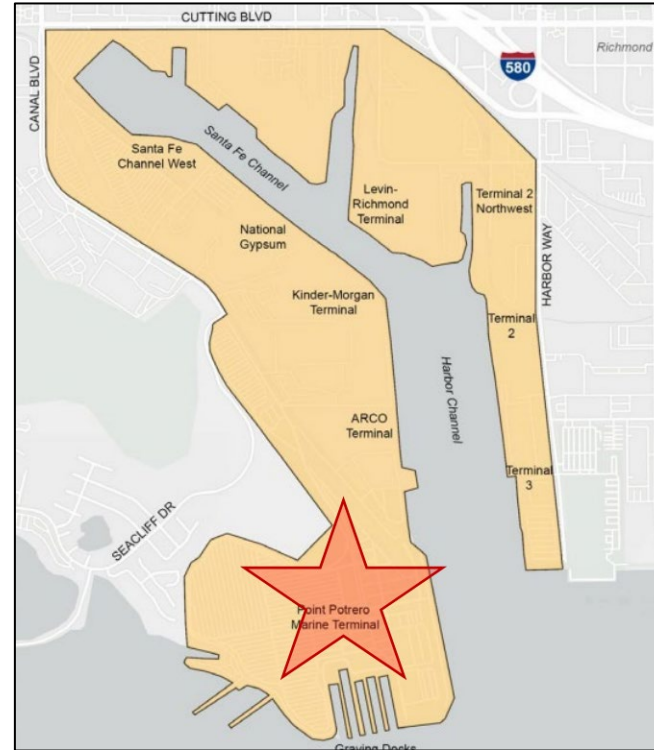 CUTTING BLVD
Richmond
580
CANAL BLVD
Santa Fe
Channel West
Santa Fe Channel
Levin-
Richmond
Terminal
Terminal 2
Northwest
HARBOR WAY
National
Gypsum
Kinder-Morgan
Terminal
Terminal
2
Harbor Channel
ARCO
Terminal
Terminal
3
SEACLIFF DR
Point Potrero
Marine Terminal
Graving Docks